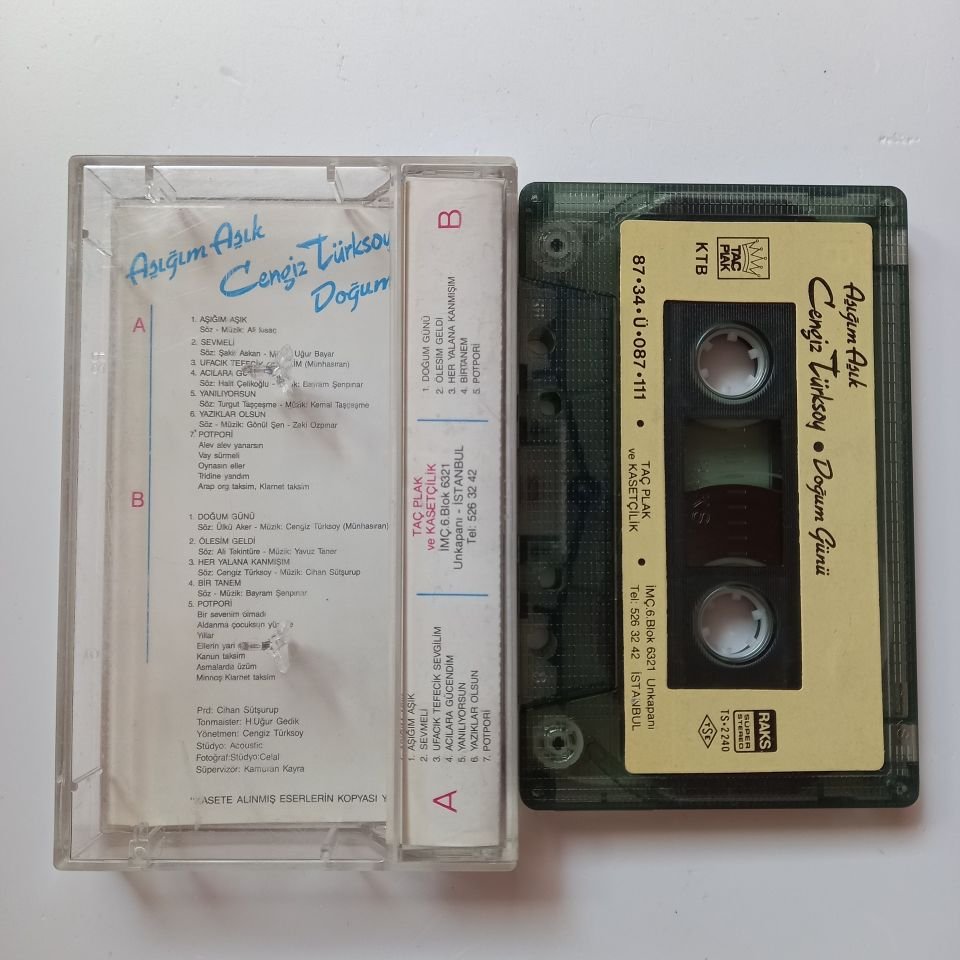 Aşığım Aşık
Cengiz Türksoy
Doğum
A
1. AŞIĞIM AŞIK
Söz - Müzik: Ali
2. SEVMELİ
Söz: Şakir Askan - Uğur Bayar
3. UFACIK (Münhasıran)
4. ACILARA
Söz: Halit Çelikoğlu - Bayram Şenpınar
5. YANILIYORSUN
Söz: Turgut Taşçeşme - Müzik: Kemal Taşçeşme
6. YAZIKLAR OLSUN
Söz - Müzik: Gönül Şen - Zeki Ozpınar
7. POTPORİ
Alev alev yanarsın
Vay sürmeli
Oynasın eller
Tridine yandım
Arap org taksim, Klarnet taksim
B
1. DOĞUM GÜNÜ
Söz: Ülkü Aker - Müzik: Cengiz Türksoy (Münhasıran)
2. ÖLESİM GELDİ
Söz: Ali Tekintüre - Müzik: Yavuz Taner
3. HER YALANA KANMIŞIM
Söz: Cengiz Türksoy - Müzik: Cihan Sütşurup
4. BİR TANEM
Söz - Müzik: Bayram Şenpınar
5. POTPORİ
Bir sevenim olmadı
Aldanma çocuksun
Yıllar
Ellerin yari
Kanun taksim
Asmalarda üzüm
Minnoş Klarnet taksim
Prd: Cihan Sütşurup
Tonmaister: H.Uğur Gedik
Yönetmen: Cengiz Türksoy
Stüdyo: Acoustic
Fotoğraf:Stüdyo:Celal
Süpervizör: Kamuran Kayra
KASETE ALINMIŞ ESERLERİN KOPYASI Y
B
1. DOĞUM GÜNÜ
2. ÖLESİM GELDİ
3. HER YALANA KANMIŞIM
4. BİRTANEM
5. POTPORİ
TAÇ PLAK
ve KASETÇİLİK
İMÇ 6.Blok 6321
Unkapanı - İSTANBUL
Tel: 526 32 42
A
1. AŞIĞIM AŞIK
2. SEVMELİ
3. UFACIK TEFECİK SEVGİLİM
4. ACILARA GÜCENDİM
5. YANILIYORSUN
6. YAZIKLAR OLSUN
7. POTPORİ
Aşığım Aşık
Cengiz Türksoy • Doğum Günü
TAÇ
PLAK
KTB
87•34•Ü•087•111
• TAÇ PLAK
ve KASETÇİLİK
• İMÇ.6.Blok 6321 Unkapanı
Tel: 526 32 42 İSTANBUL
RAKS
SUPER
STEREO
TS-2240
TSE